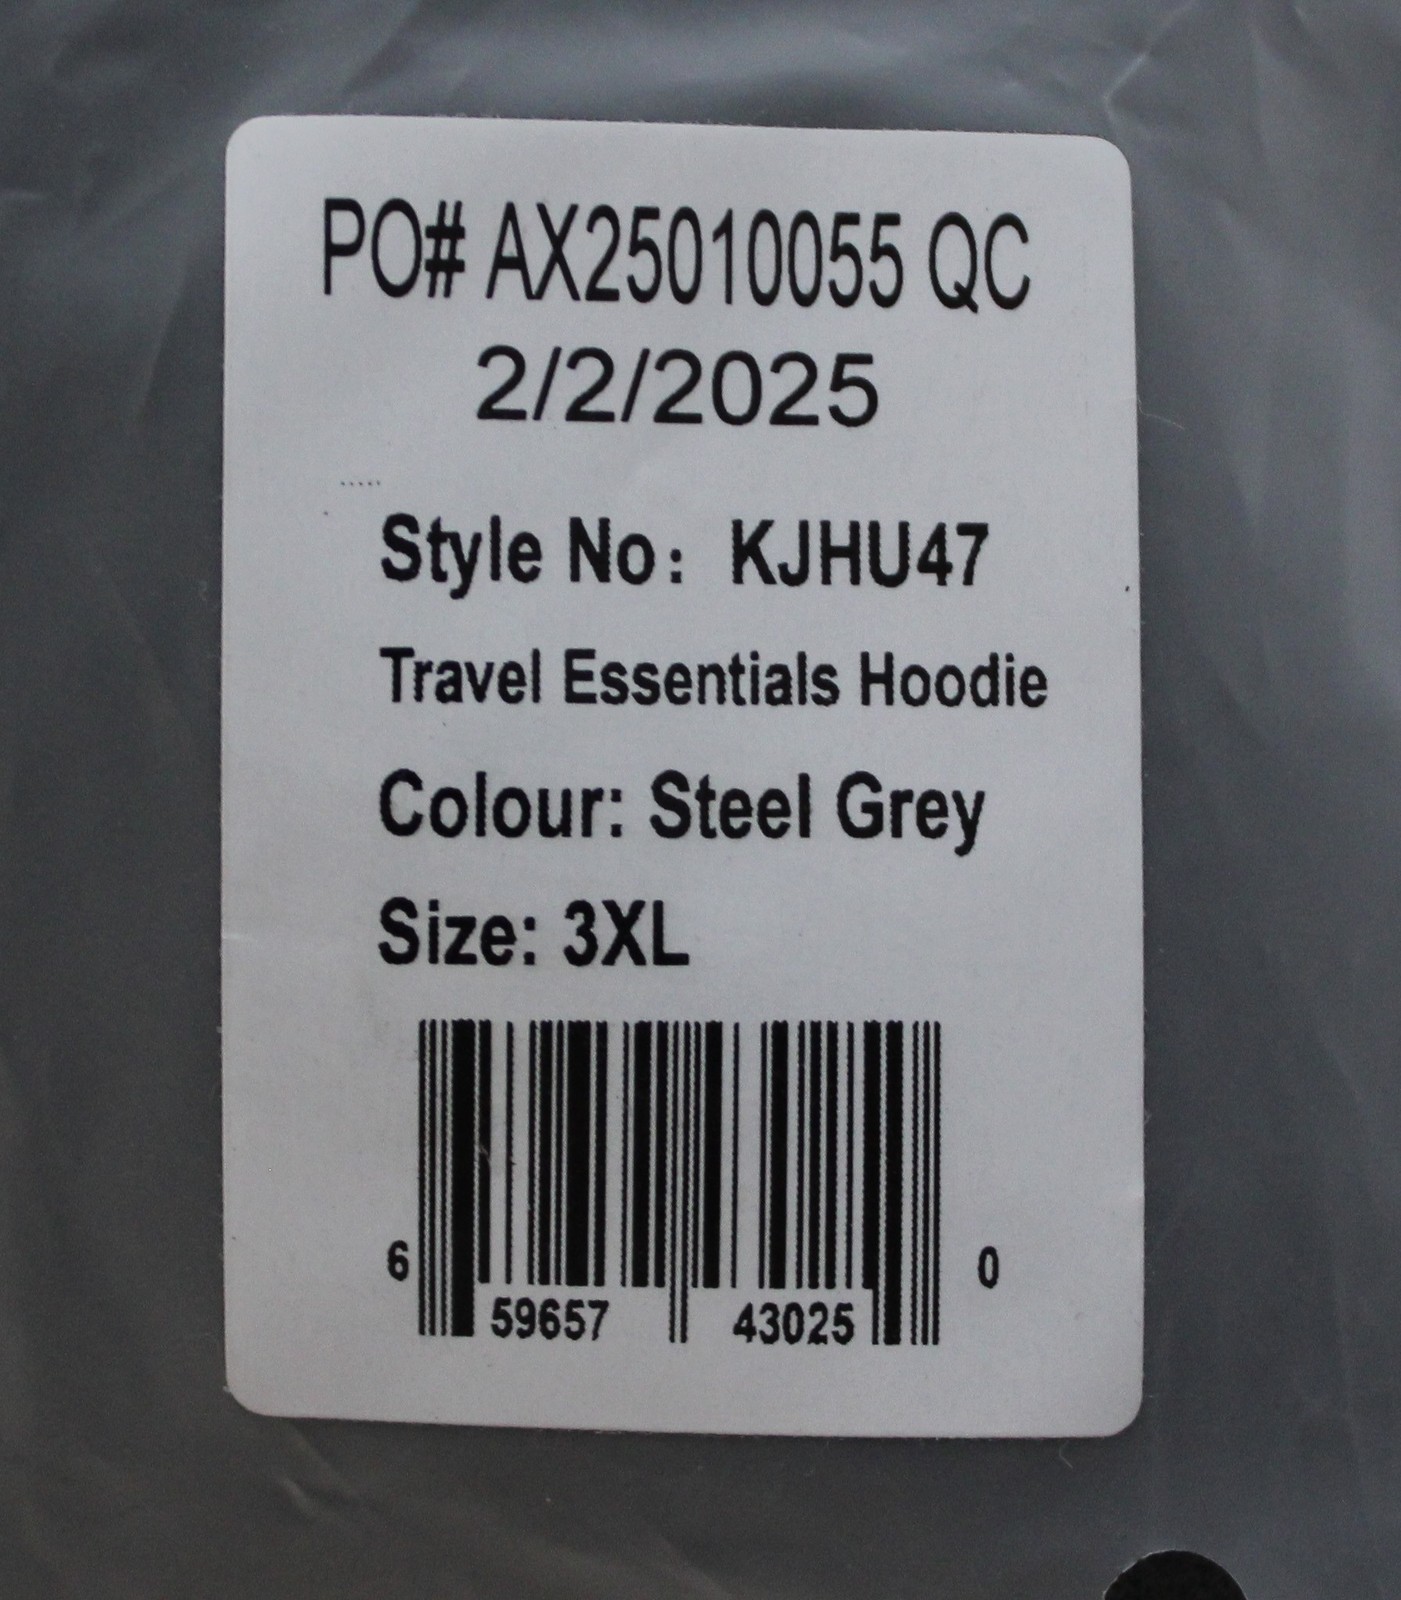 PO# AX25010055 QC
2/2/2025
Style No: KJHU47
Travel Essentials Hoodie
Colour: Steel Grey
Size: 3XL
6 59657 43025 0